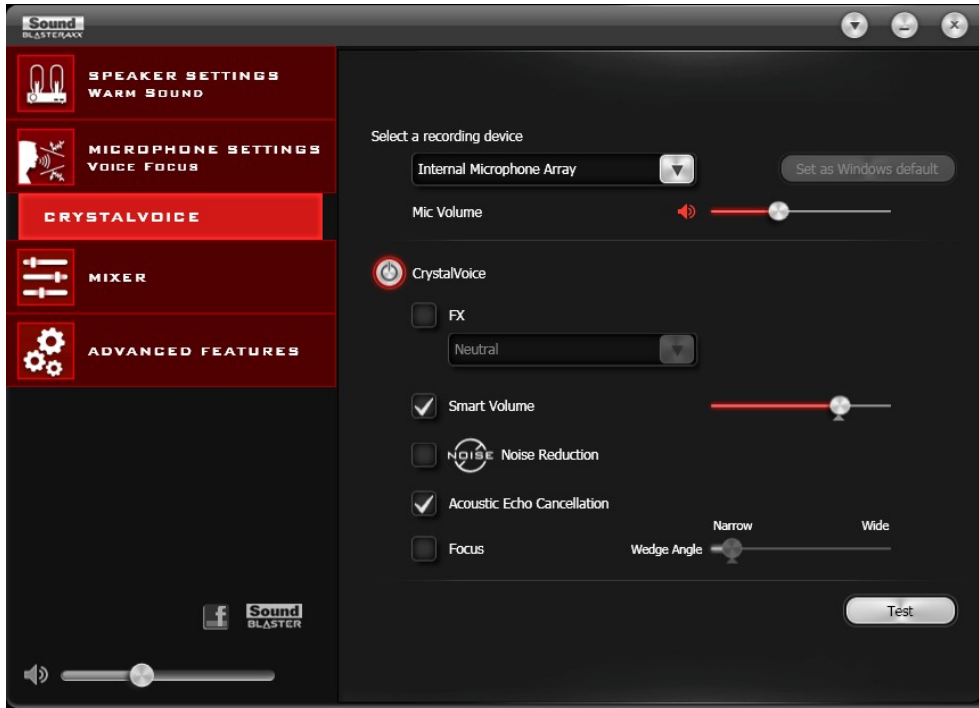 Sound
BLASTERAXX
SPEAKER SETTINGS
WARM SOUND
MICROPHONE SETTINGS
VOICE FOCUS
CRYSTALVOICE
MIXER
ADVANCED FEATURES
f Sound
BLASTER
Select a recording device
Internal Microphone Array Set as Windows default
Mic Volume
CrystalVoice
FX
Neutral
Smart Volume
NOISE Noise Reduction
Acoustic Echo Cancellation
Narrow Wide
Focus Wedge Angle
Test